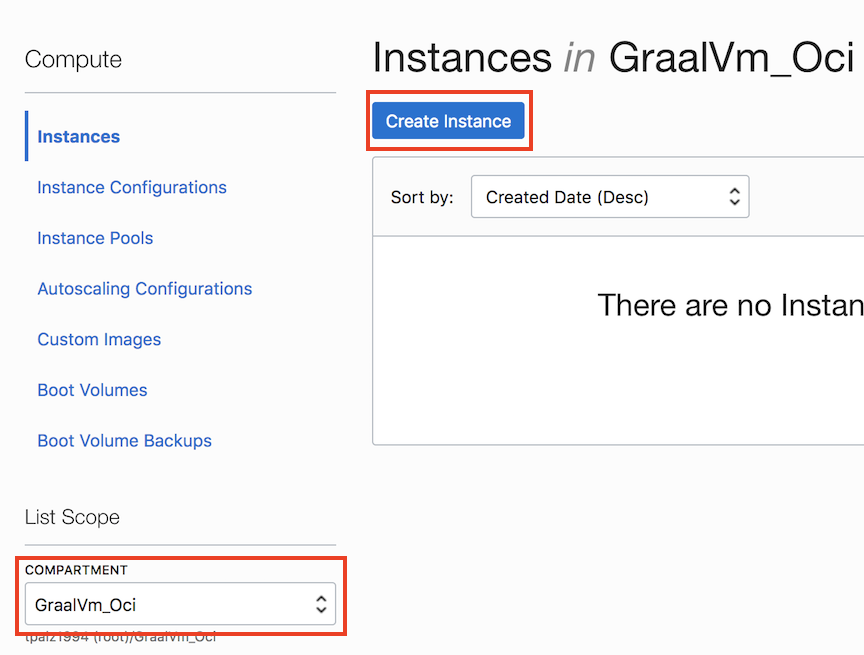 Compute
Instances
Instance Configurations
Instance Pools
Autoscaling Configurations
Custom Images
Boot Volumes
Boot Volume Backups
List Scope
COMPARTMENT
GraalVm_Oci
(root)/GraalVm_Oci
Instances in GraalVm_Oci
Create Instance
Sort by: Created Date (Desc)
There are no Instan